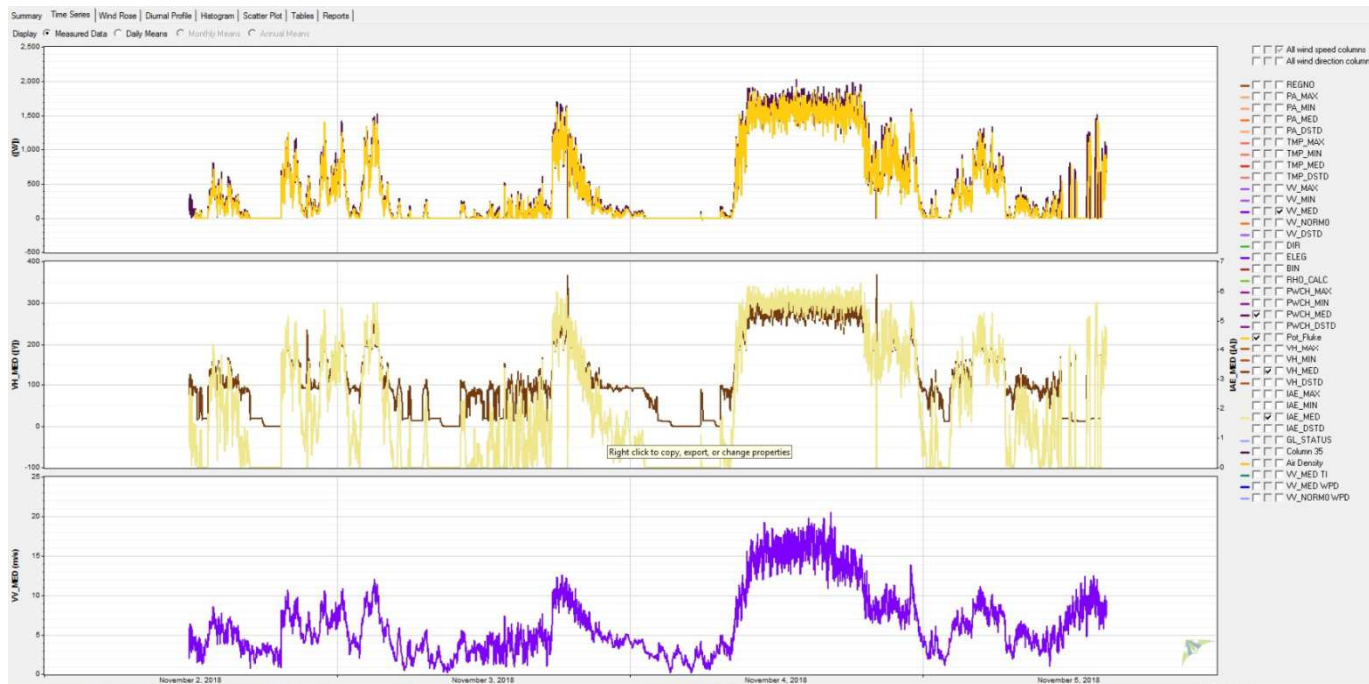 Summary Time Series Wind Rose Diurnal Profile Histogram Scatter Plot Tables Reports
Display Measured Data Daily Means Monthly Means Annual Means
2,500
2,000
1,500
1,000
500
0
-500
([W])
400
300
200
100
0
-100
VH_MED ([V])
7
6
5
4
3
2
1
0
IAE_MED ([A])
Right click to copy, export, or change properties
25
20
15
10
5
0
VV_MED (m/s)
November 2, 2018 November 3, 2018 November 4, 2018 November 5, 2018
All wind speed columns
All wind direction column
REGNO
PA_MAX
PA_MIN
PA_MED
PA_DSTD
TMP_MAX
TMP_MIN
TMP_MED
TMP_DSTD
VV_MAX
VV_MIN
VV_MED
VV_NORM0
VV_DSTD
DIR
ELEG
BIN
RHO_CALC
PWCH_MAX
PWCH_MIN
PWCH_MED
PWCH_DSTD
Pot_Fluke
VH_MAX
VH_MIN
VH_MED
VH_DSTD
IAE_MAX
IAE_MIN
IAE_MED
IAE_DSTD
GL_STATUS
Column 35
Air Density
VV_MED TI
VV_MED WPD
VV_NORM0 WPD